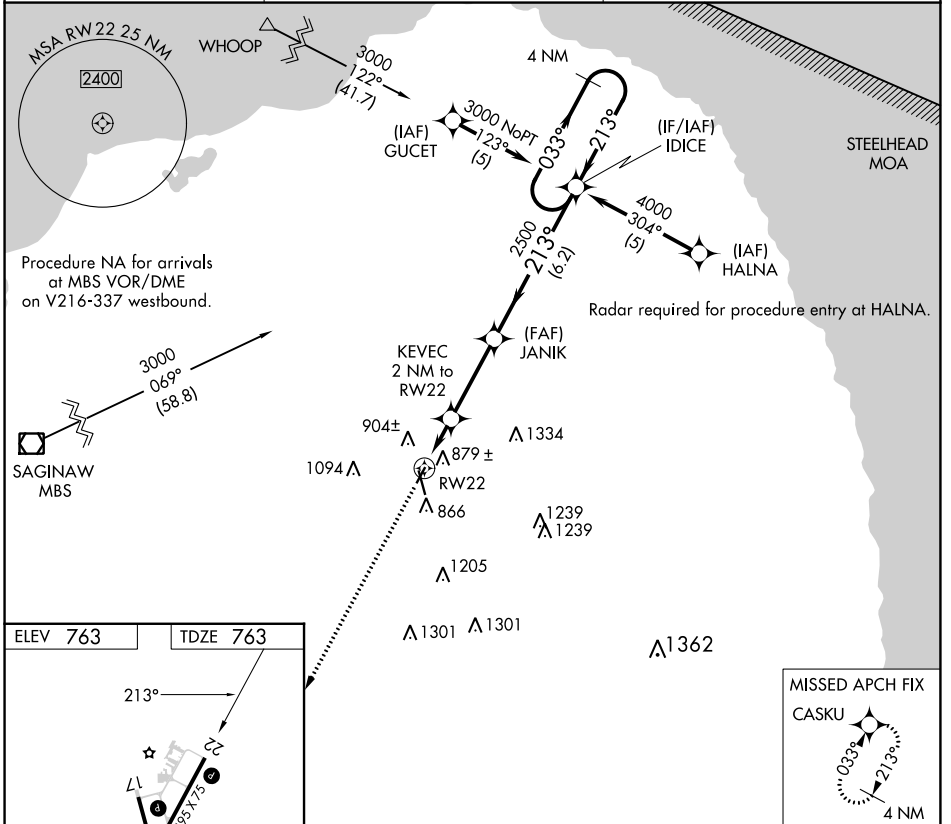 MSA RW22 25 NM
2400
WHOOP
3000
122°
(41.7)
4 NM
(IAF)
GUCET
3000 NoPT
123°
(5)
033°
213°
(IF/IAF)
IDICE
STEELHEAD
MOA
4000
304°
(5)
(IAF)
HALNA
2500
213°
(6.2)
Procedure NA for arrivals
at MBS VOR/DME
on V216-337 westbound.
Radar required for procedure entry at HALNA.
(FAF)
JANIK
KEVEC
2 NM to
RW22
3000
069°
(58.8)
SAGINAW
MBS
904±
1334
879 ±
1094
RW22
866
1239
1239
1205
1301
1301
1362
ELEV 763
TDZE 763
213°
22
17
P
P
95 X 75
MISSED APCH FIX
CASKU
033°
213°
4 NM